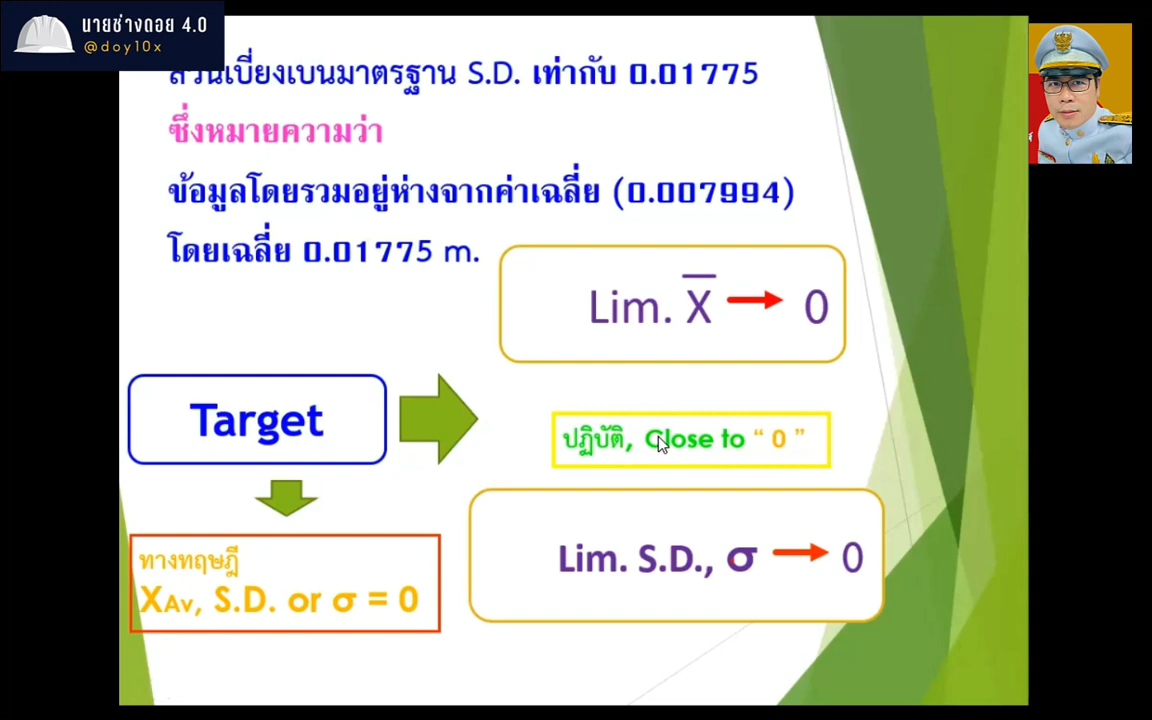 นายช่างดอย 4.0
@doy10x
ส่วนเบี่ยงเบนมาตรฐาน S.D. เท่ากับ 0.01775
ซึ่งหมายความว่า
ข้อมูลโดยรวมอยู่ห่างจากค่าเฉลี่ย (0.007994)
โดยเฉลี่ย 0.01775 m.
Lim. X̅ → 0
Target
ปฏิบัติ, Close to “ 0 ”
ทางทฤษฎี
XAv, S.D. or σ = 0
Lim. S.D., σ → 0